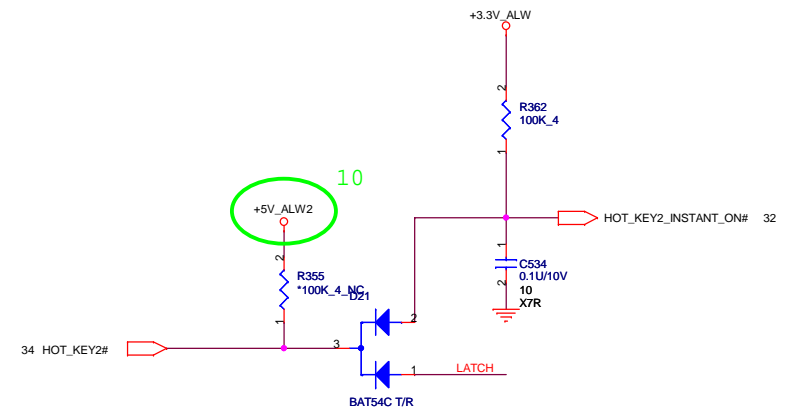 +3.3V_ALW
2
R362
100K_4
1
10
+5V_ALW2
HOT_KEY2_INSTANT_ON# 32
1
C534
0.1U/10V
2
10
X7R
2
R355
*100K_4_NC
D21
1
2
34 HOT_KEY2#
3
1
LATCH
BAT54C T/R